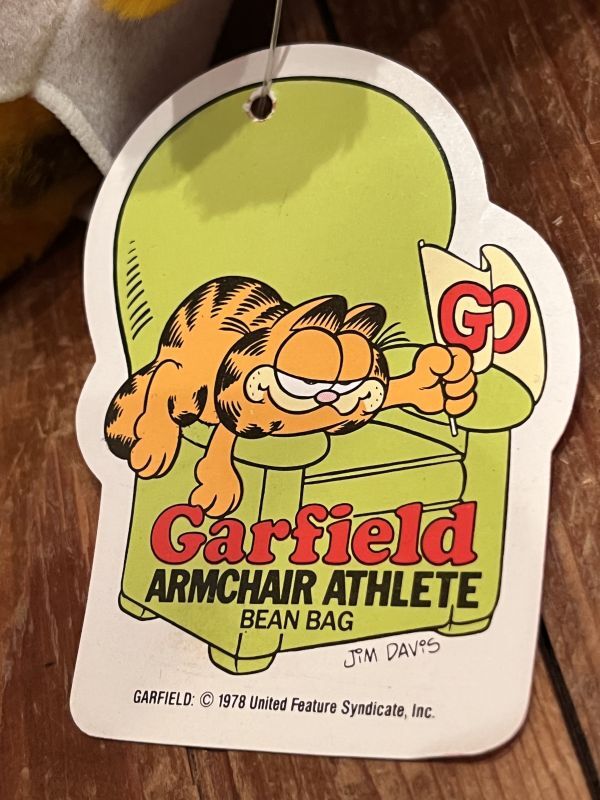 GO
Garfield
ARMCHAIR ATHLETE
BEAN BAG
JIM DAVIS
GARFIELD: © 1978 United Feature Syndicate, Inc.